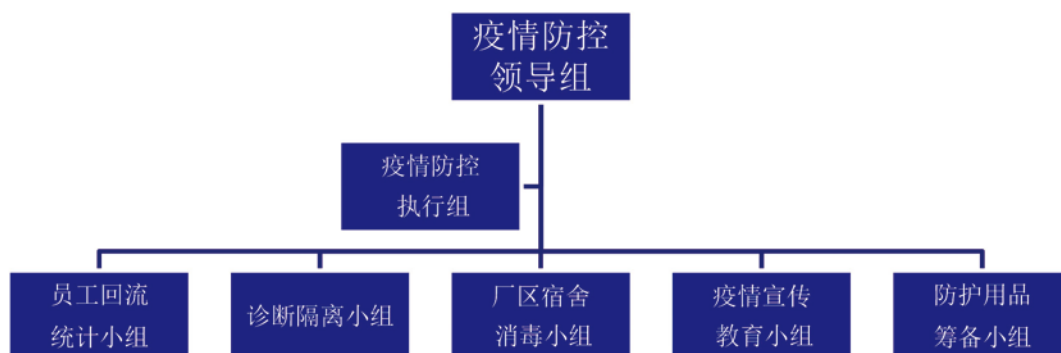 疫情防控
领导组
疫情防控
执行组
员工回流
统计小组
诊断隔离小组
厂区宿舍
消毒小组
疫情宣传
教育小组
防护用品
筹备小组